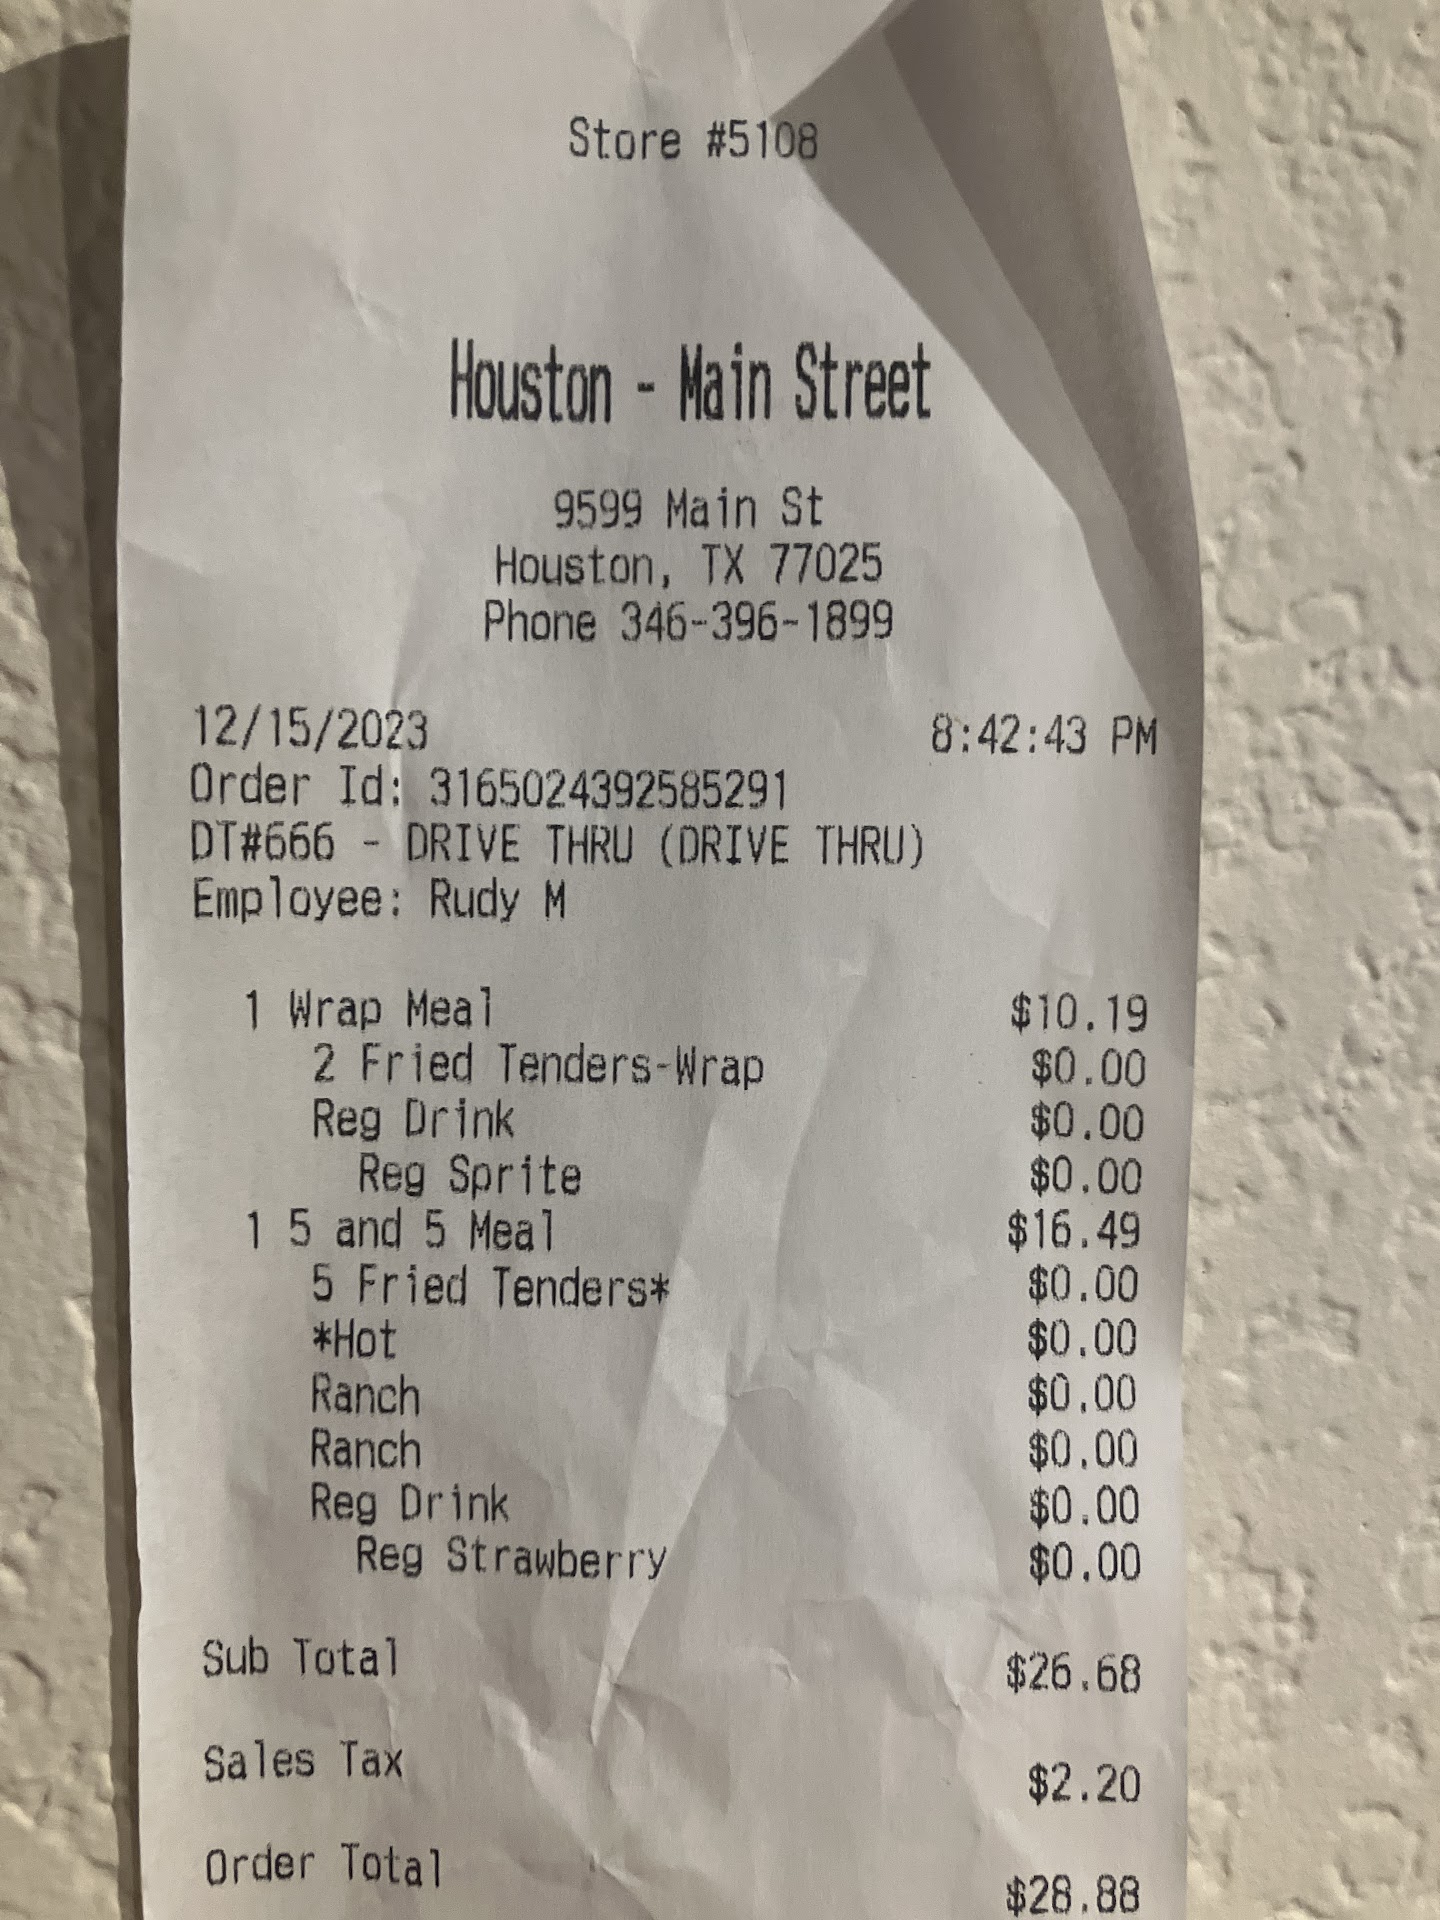 Store #5108
Houston - Main Street
9599 Main St
Houston, TX 77025
Phone 346-396-1899
12/15/2023 8:42:43 PM
Order Id: 3165024392585291
DT#666 - DRIVE THRU (DRIVE THRU)
Employee: Rudy M
1 Wrap Meal $10.19
2 Fried Tenders-Wrap $0.00
Reg Drink $0.00
Reg Sprite $0.00
1 5 and 5 Meal $16.49
5 Fried Tenders* $0.00
*Hot $0.00
Ranch $0.00
Ranch $0.00
Reg Drink $0.00
Reg Strawberry $0.00
Sub Total $26.68
Sales Tax $2.20
Order Total $28.88